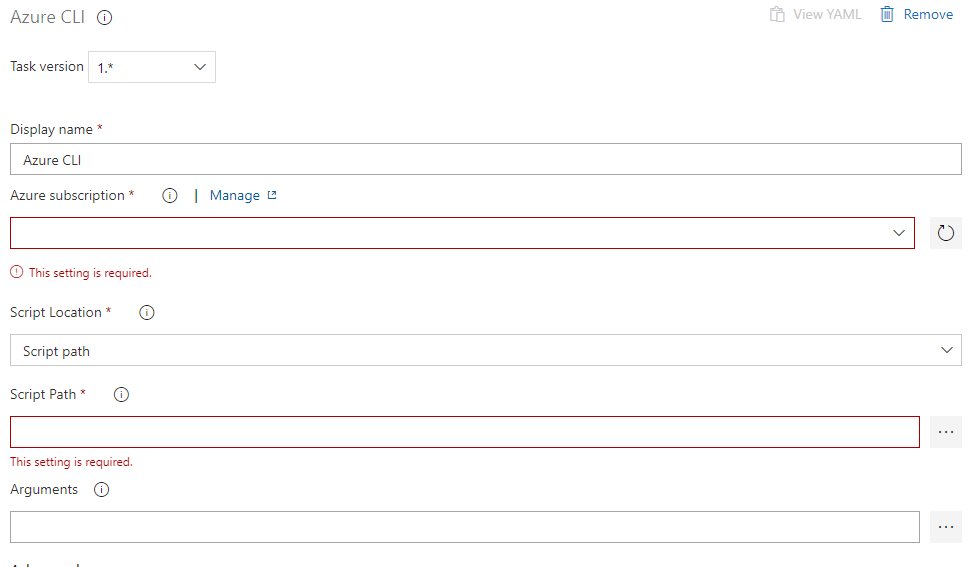 Azure CLI
View YAML
Remove
Task version
1.*
Display name *
Azure CLI
Azure subscription *
| Manage
This setting is required.
Script Location *
Script path
Script Path *
...
This setting is required.
Arguments
...